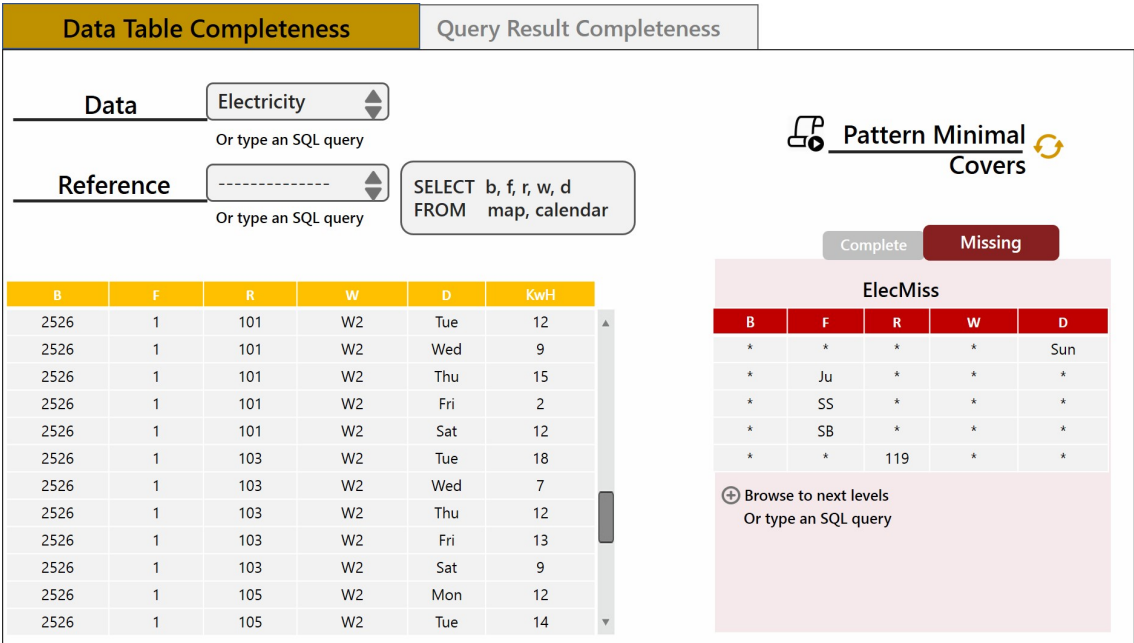 Data Table Completeness
Query Result Completeness
Data
Electricity
Or type an SQL query
Reference
--------------
Or type an SQL query
SELECT b, f, r, w, d
FROM map, calendar
Pattern Minimal
Covers
Complete
Missing
B F R W D KwH
2526 1 101 W2 Tue 12
2526 1 101 W2 Wed 9
2526 1 101 W2 Thu 15
2526 1 101 W2 Fri 2
2526 1 101 W2 Sat 12
2526 1 103 W2 Tue 18
2526 1 103 W2 Wed 7
2526 1 103 W2 Thu 12
2526 1 103 W2 Fri 13
2526 1 103 W2 Sat 9
2526 1 105 W2 Mon 12
2526 1 105 W2 Tue 14
ElecMiss
B F R W D
* * * * Sun
* Ju * * *
* SS * * *
* SB * * *
* * 119 * *
Browse to next levels
Or type an SQL query